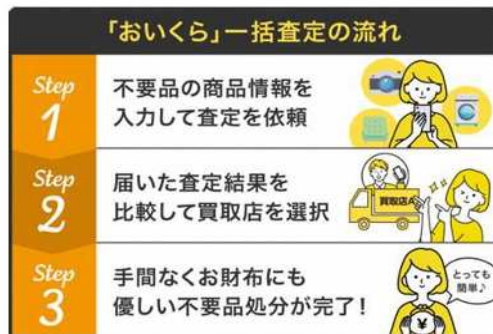 「おいくら」一括査定の流れ
Step
1
不要品の商品情報を
入力して査定を依頼
Step
2
届いた査定結果を
比較して買取店を選択
買取店A
Step
3
手間なくお財布にも
優しい不要品処分が完了!
とっても
簡単♪
¥